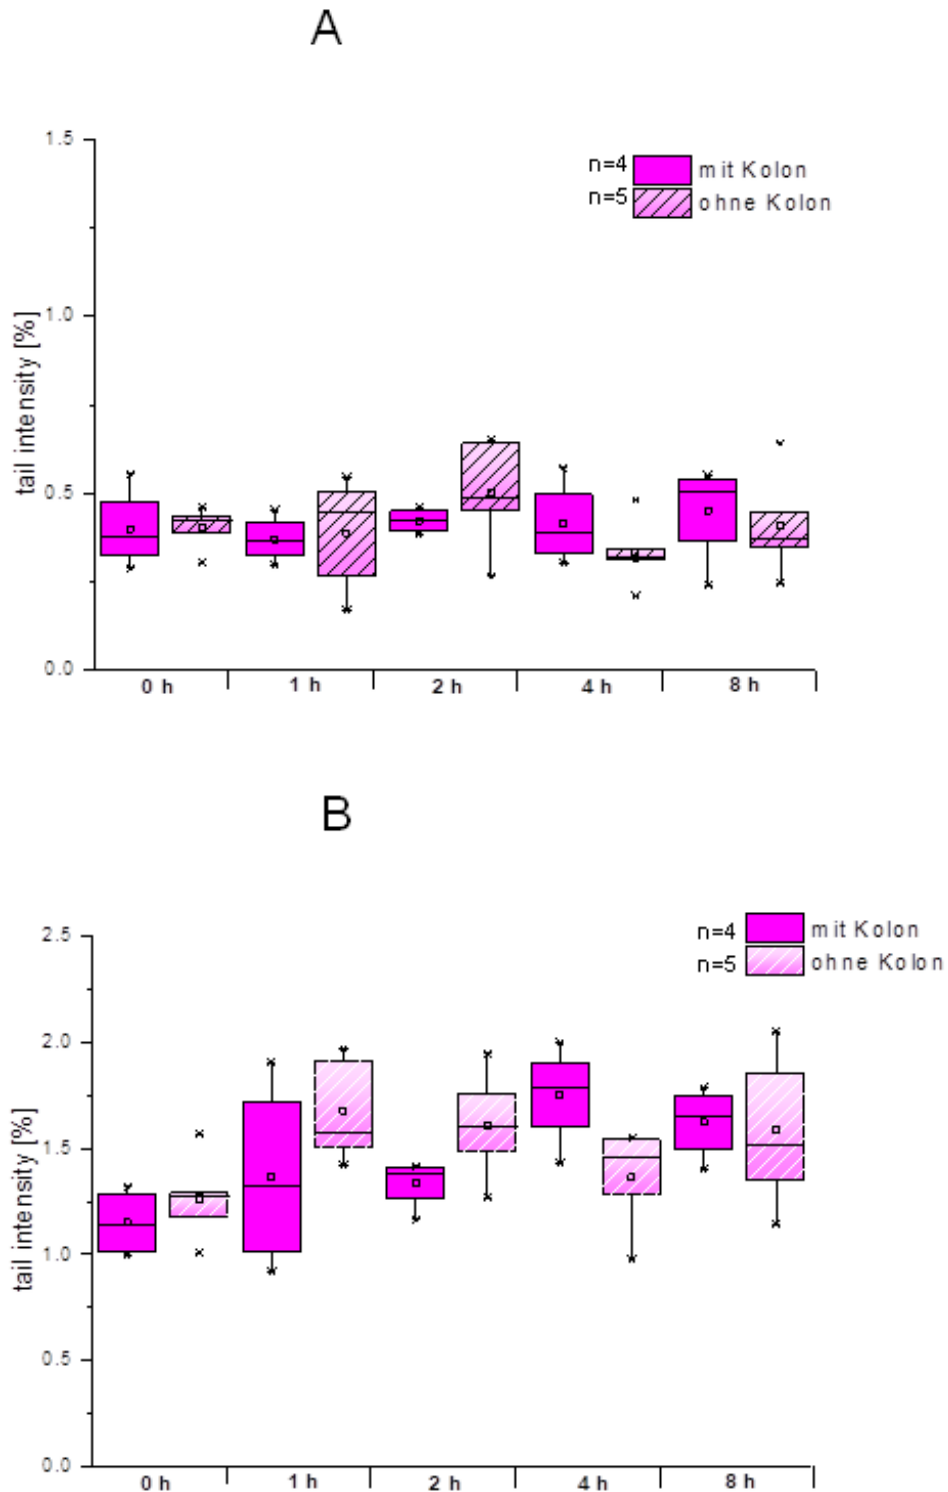 A
1.5
n=4 mit Kolon
n=5 ohne Kolon
1.0
tail intensity [%]
0.5
0.0
0 h 1 h 2 h 4 h 8 h
B
2.5
n=4 mit Kolon
n=5 ohne Kolon
2.0
1.5
tail intensity [%]
1.0
0.5
0.0
0 h 1 h 2 h 4 h 8 h